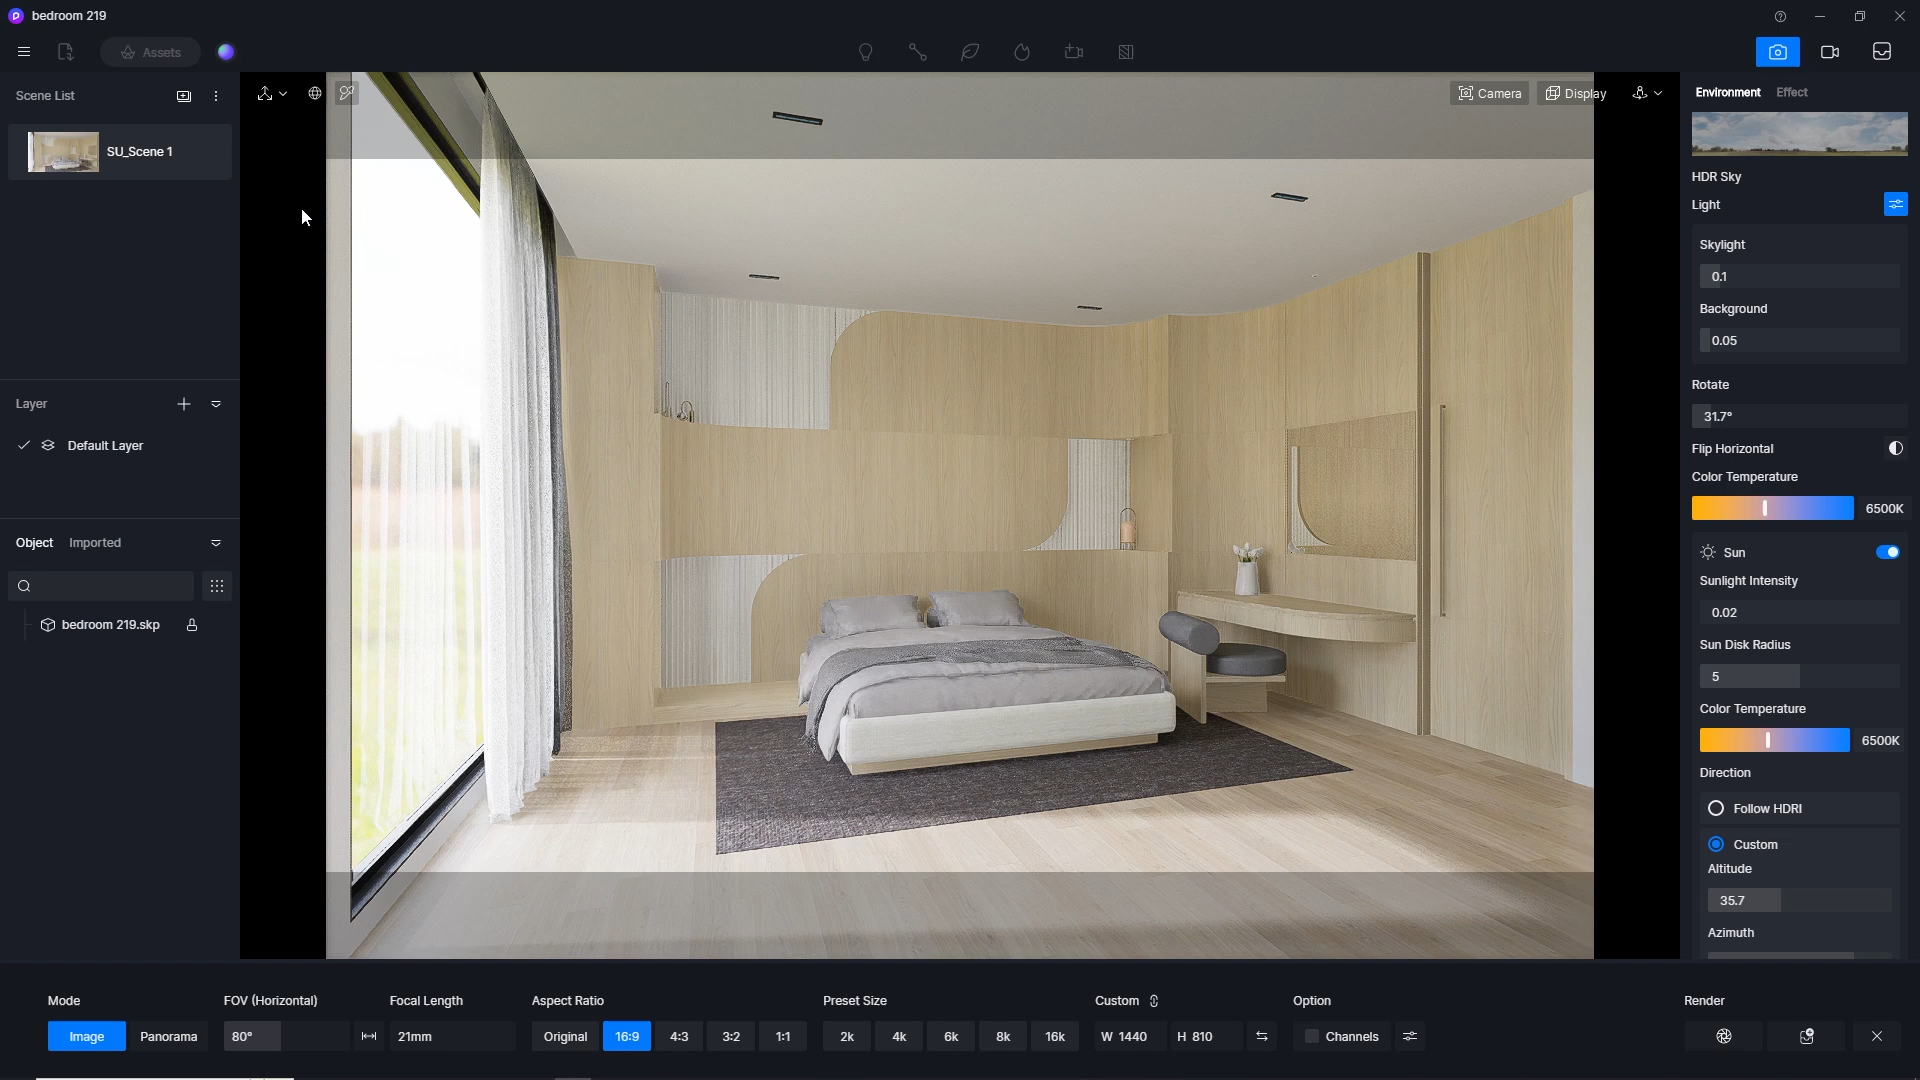 bedroom 219
Assets
Scene List
SU_Scene 1
Layer
Default Layer
Object Imported
bedroom 219.skp
Camera
Display
Environment Effect
HDR Sky
Light
Skylight
0.1
Background
0.05
Rotate
31.7°
Flip Horizontal
Color Temperature
6500K
Sun
Sunlight Intensity
0.02
Sun Disk Radius
5
Color Temperature
6500K
Direction
Follow HDRI
Custom
Altitude
35.7
Azimuth
Mode
Image Panorama
FOV (Horizontal)
80°
Focal Length
21mm
Aspect Ratio
Original 16:9 4:3 3:2 1:1
Preset Size
2k 4k 6k 8k 16k
Custom
W 1440 H 810
Option
Channels
Render